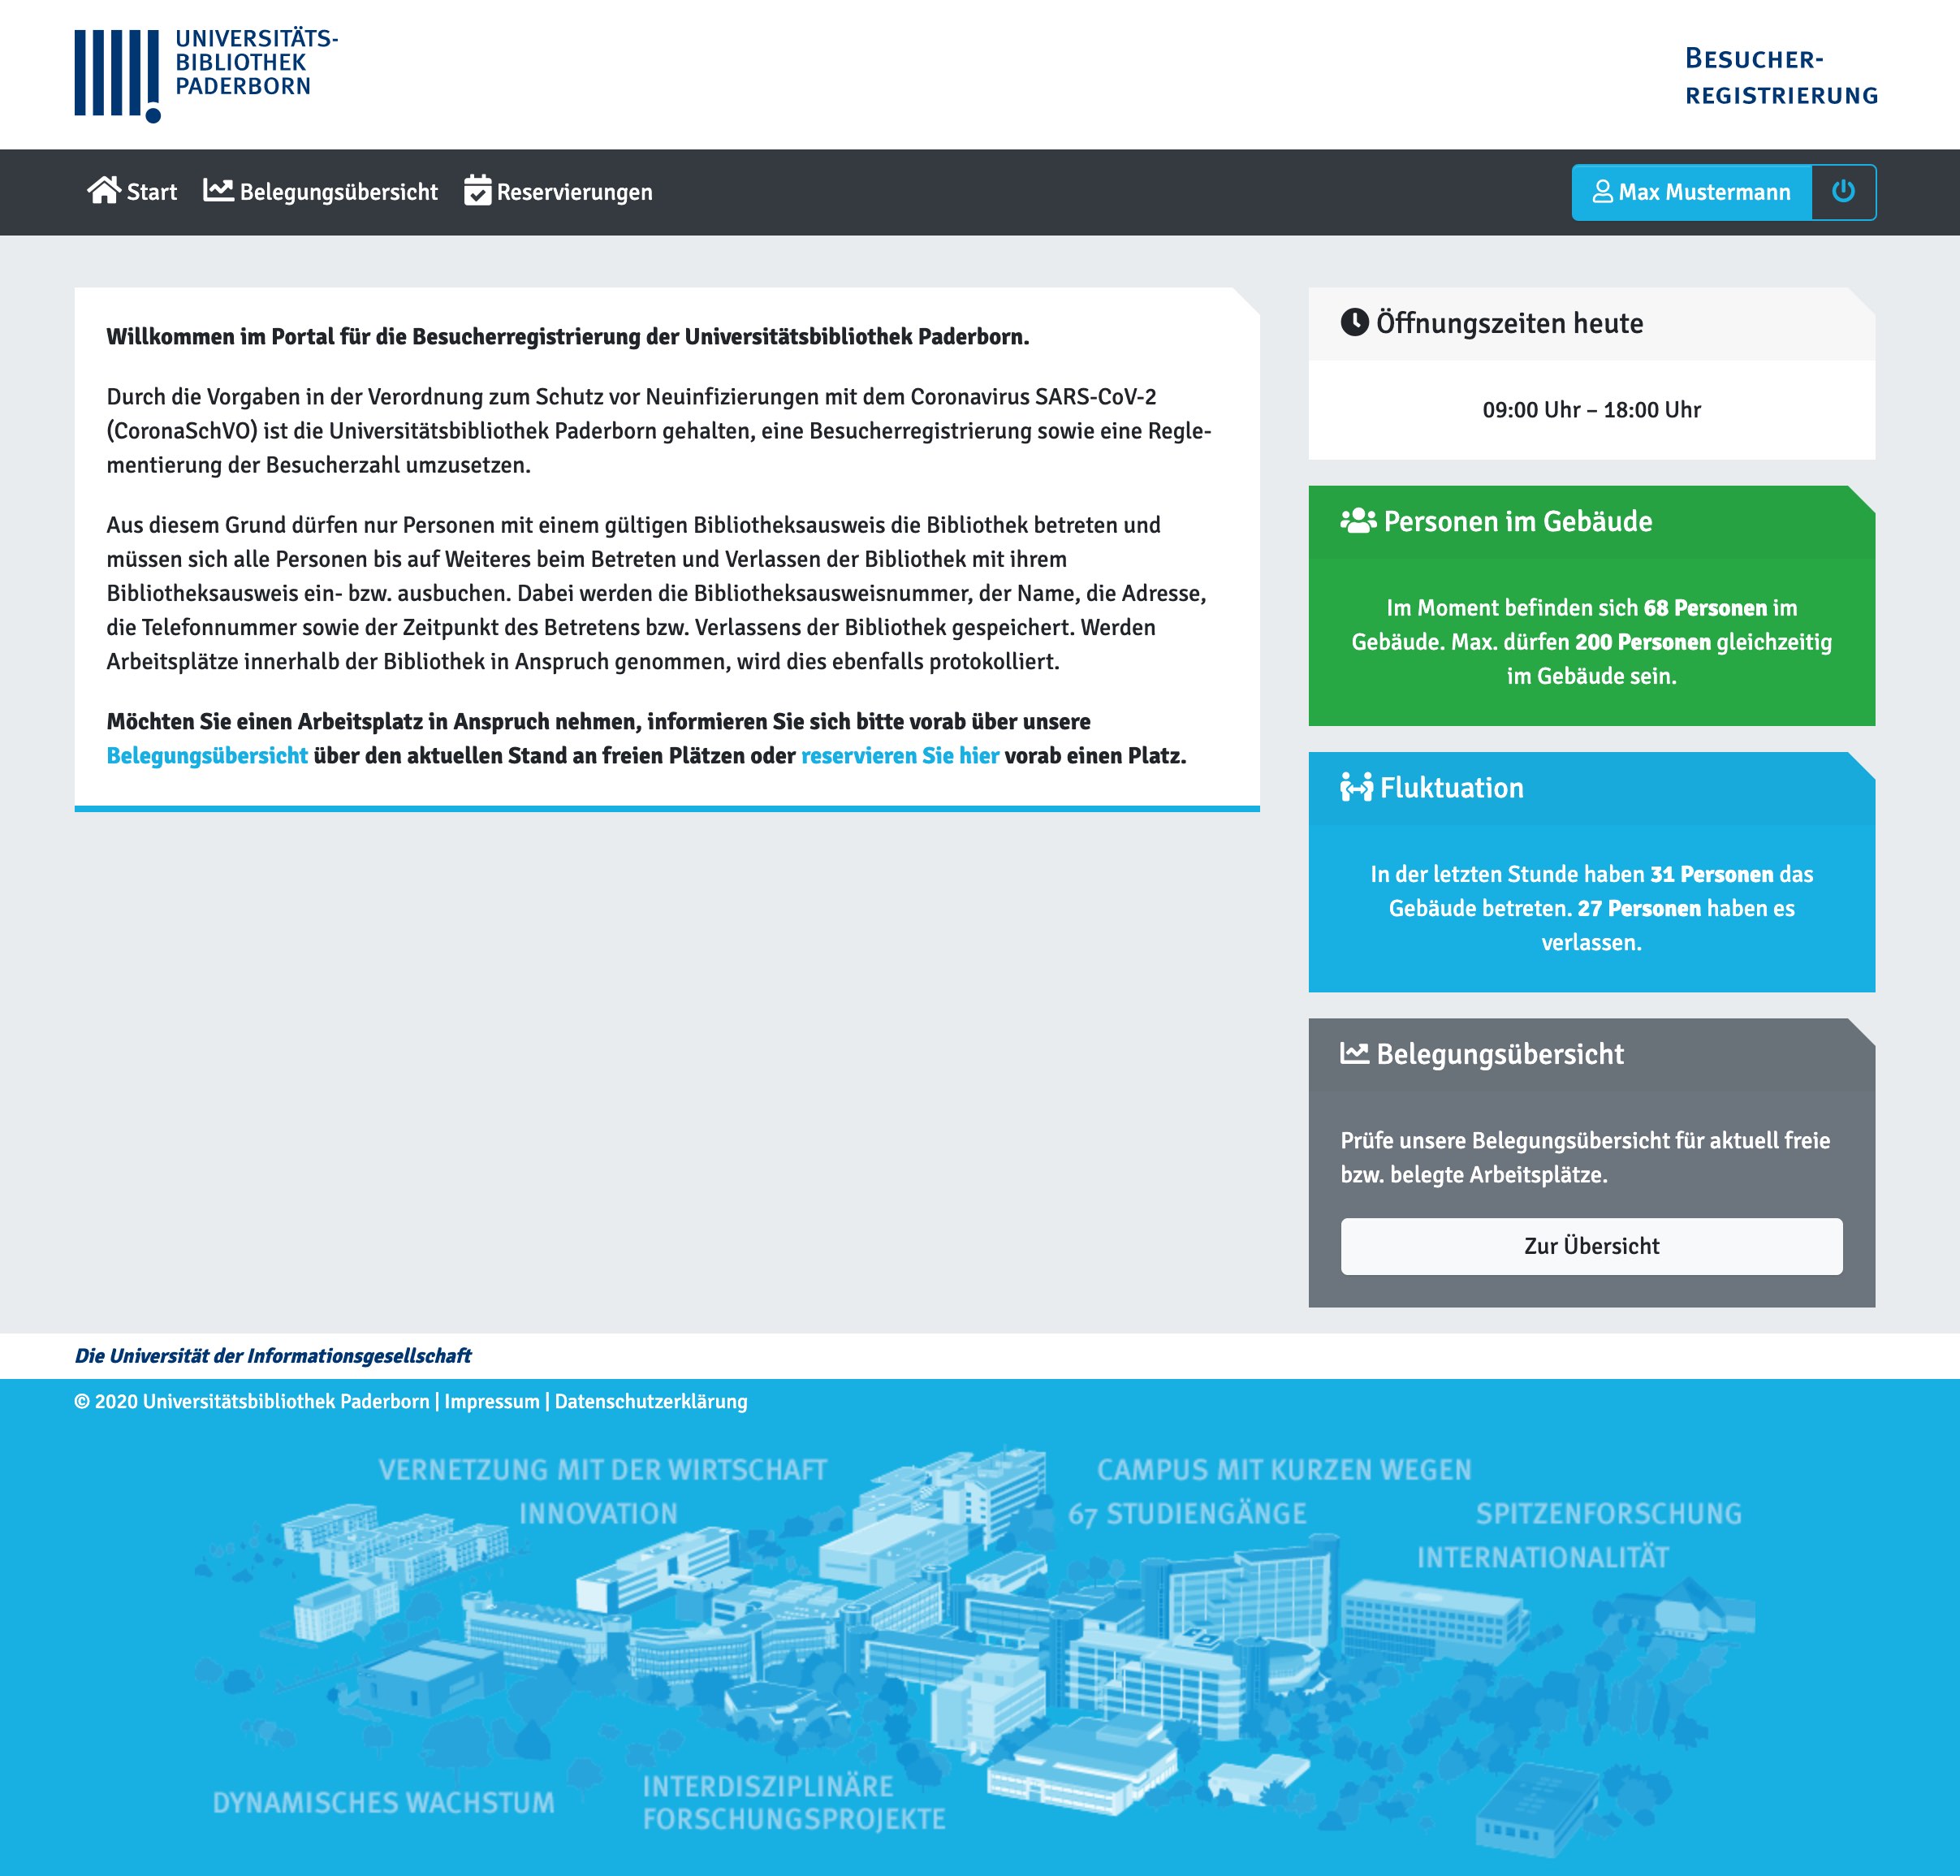 UNIVERSITÄTS-
BIBLIOTHEK
PADERBORN
BESUCHER-
REGISTRIERUNG
Start Belegungsübersicht Reservierungen Max Mustermann
Willkommen im Portal für die Besucherregistrierung der Universitätsbibliothek Paderborn.
Durch die Vorgaben in der Verordnung zum Schutz vor Neuinfizierungen mit dem Coronavirus SARS-CoV-2
(CoronaSchVO) ist die Universitätsbibliothek Paderborn gehalten, eine Besucherregistrierung sowie eine Regle-
mentierung der Besucherzahl umzusetzen.
Aus diesem Grund dürfen nur Personen mit einem gültigen Bibliotheksausweis die Bibliothek betreten und
müssen sich alle Personen bis auf Weiteres beim Betreten und Verlassen der Bibliothek mit ihrem
Bibliotheksausweis ein- bzw. ausbuchen. Dabei werden die Bibliotheksausweisnummer, der Name, die Adresse,
die Telefonnummer sowie der Zeitpunkt des Betretens bzw. Verlassens der Bibliothek gespeichert. Werden
Arbeitsplätze innerhalb der Bibliothek in Anspruch genommen, wird dies ebenfalls protokolliert.
Möchten Sie einen Arbeitsplatz in Anspruch nehmen, informieren Sie sich bitte vorab über unsere
Belegungsübersicht über den aktuellen Stand an freien Plätzen oder reservieren Sie hier vorab einen Platz.
Öffnungszeiten heute
09:00 Uhr – 18:00 Uhr
Personen im Gebäude
Im Moment befinden sich 68 Personen im
Gebäude. Max. dürfen 200 Personen gleichzeitig
im Gebäude sein.
Fluktuation
In der letzten Stunde haben 31 Personen das
Gebäude betreten. 27 Personen haben es
verlassen.
Belegungsübersicht
Prüfe unsere Belegungsübersicht für aktuell freie
bzw. belegte Arbeitsplätze.
Zur Übersicht
Die Universität der Informationsgesellschaft
© 2020 Universitätsbibliothek Paderborn | Impressum | Datenschutzerklärung
VERNETZUNG MIT DER WIRTSCHAFT
CAMPUS MIT KURZEN WEGEN
INNOVATION
67 STUDIENGÄNGE
SPITZENFORSCHUNG
INTERNATIONALITÄT
DYNAMISCHES WACHSTUM
INTERDISZIPLINÄRE
FORSCHUNGSPROJEKTE